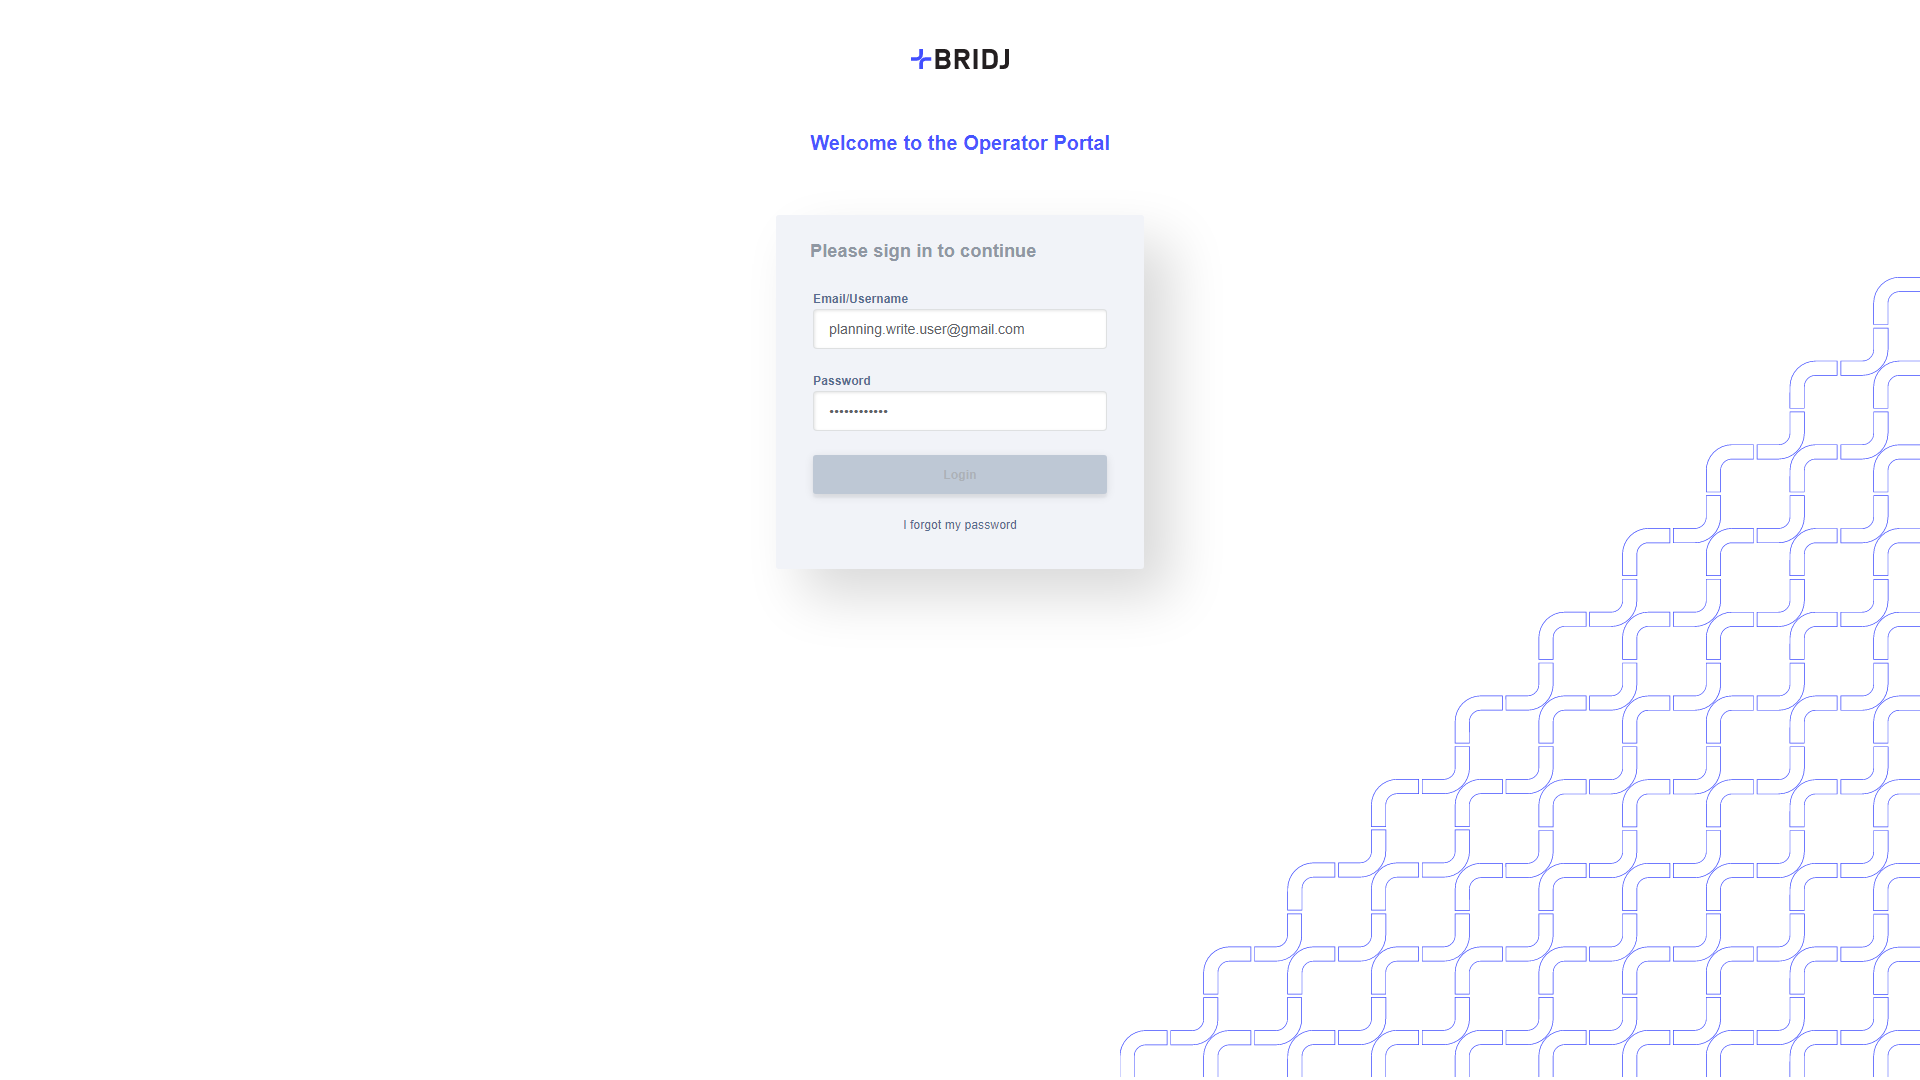 BRIDJ
Welcome to the Operator Portal
Please sign in to continue
Email/Username
planning.write.user@gmail.com
Password
••••••••••••
Login
I forgot my password